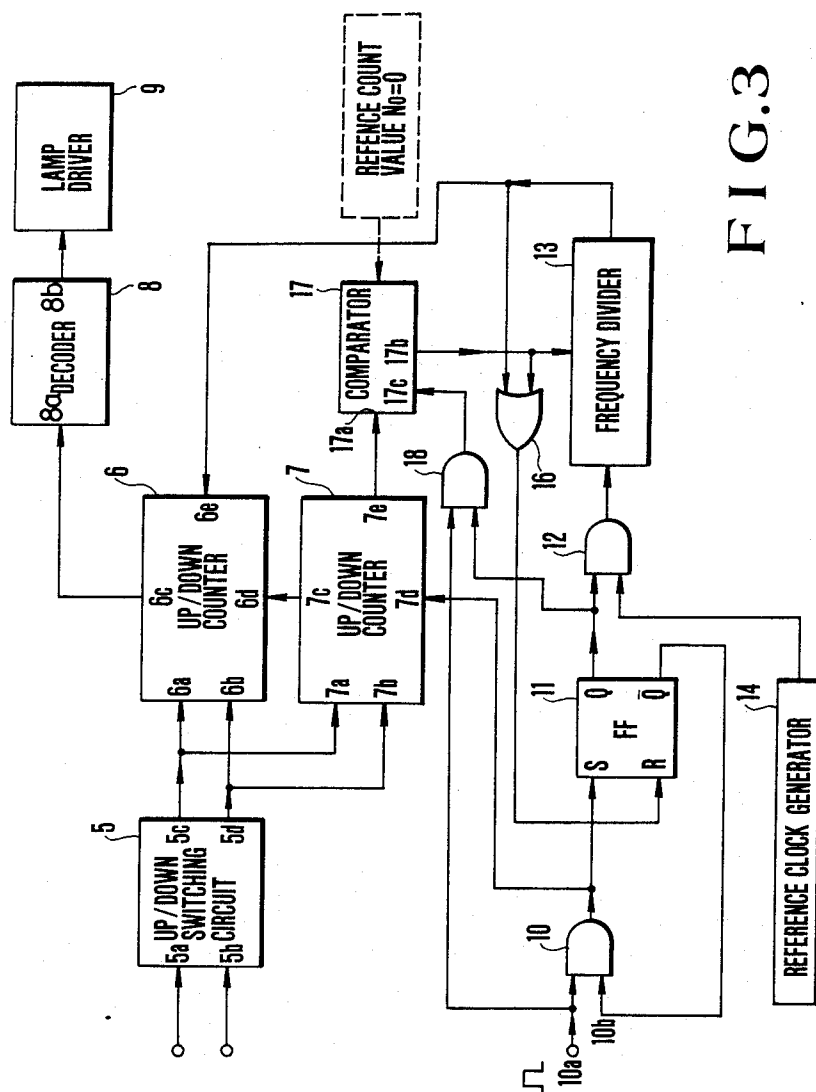 5
UP/DOWN
SWITCHING
CIRCUIT
5a
5b
5c
5d
6
UP/DOWN
COUNTER
6a
6b
6c
6d
6e
7
UP/DOWN
COUNTER
7a
7b
7c
7d
7e
8a
DECODER
8b
8
LAMP
DRIVER
9
REFENCE COUNT
VALUE No=0
17
COMPARATOR
17a
17b
17c
18
16
10a
10b
10
11
S
Q
FF
R
Q̅
12
13
FREQUENCY DIVIDER
14
REFERENCE CLOCK GENERATOR
FIG.3